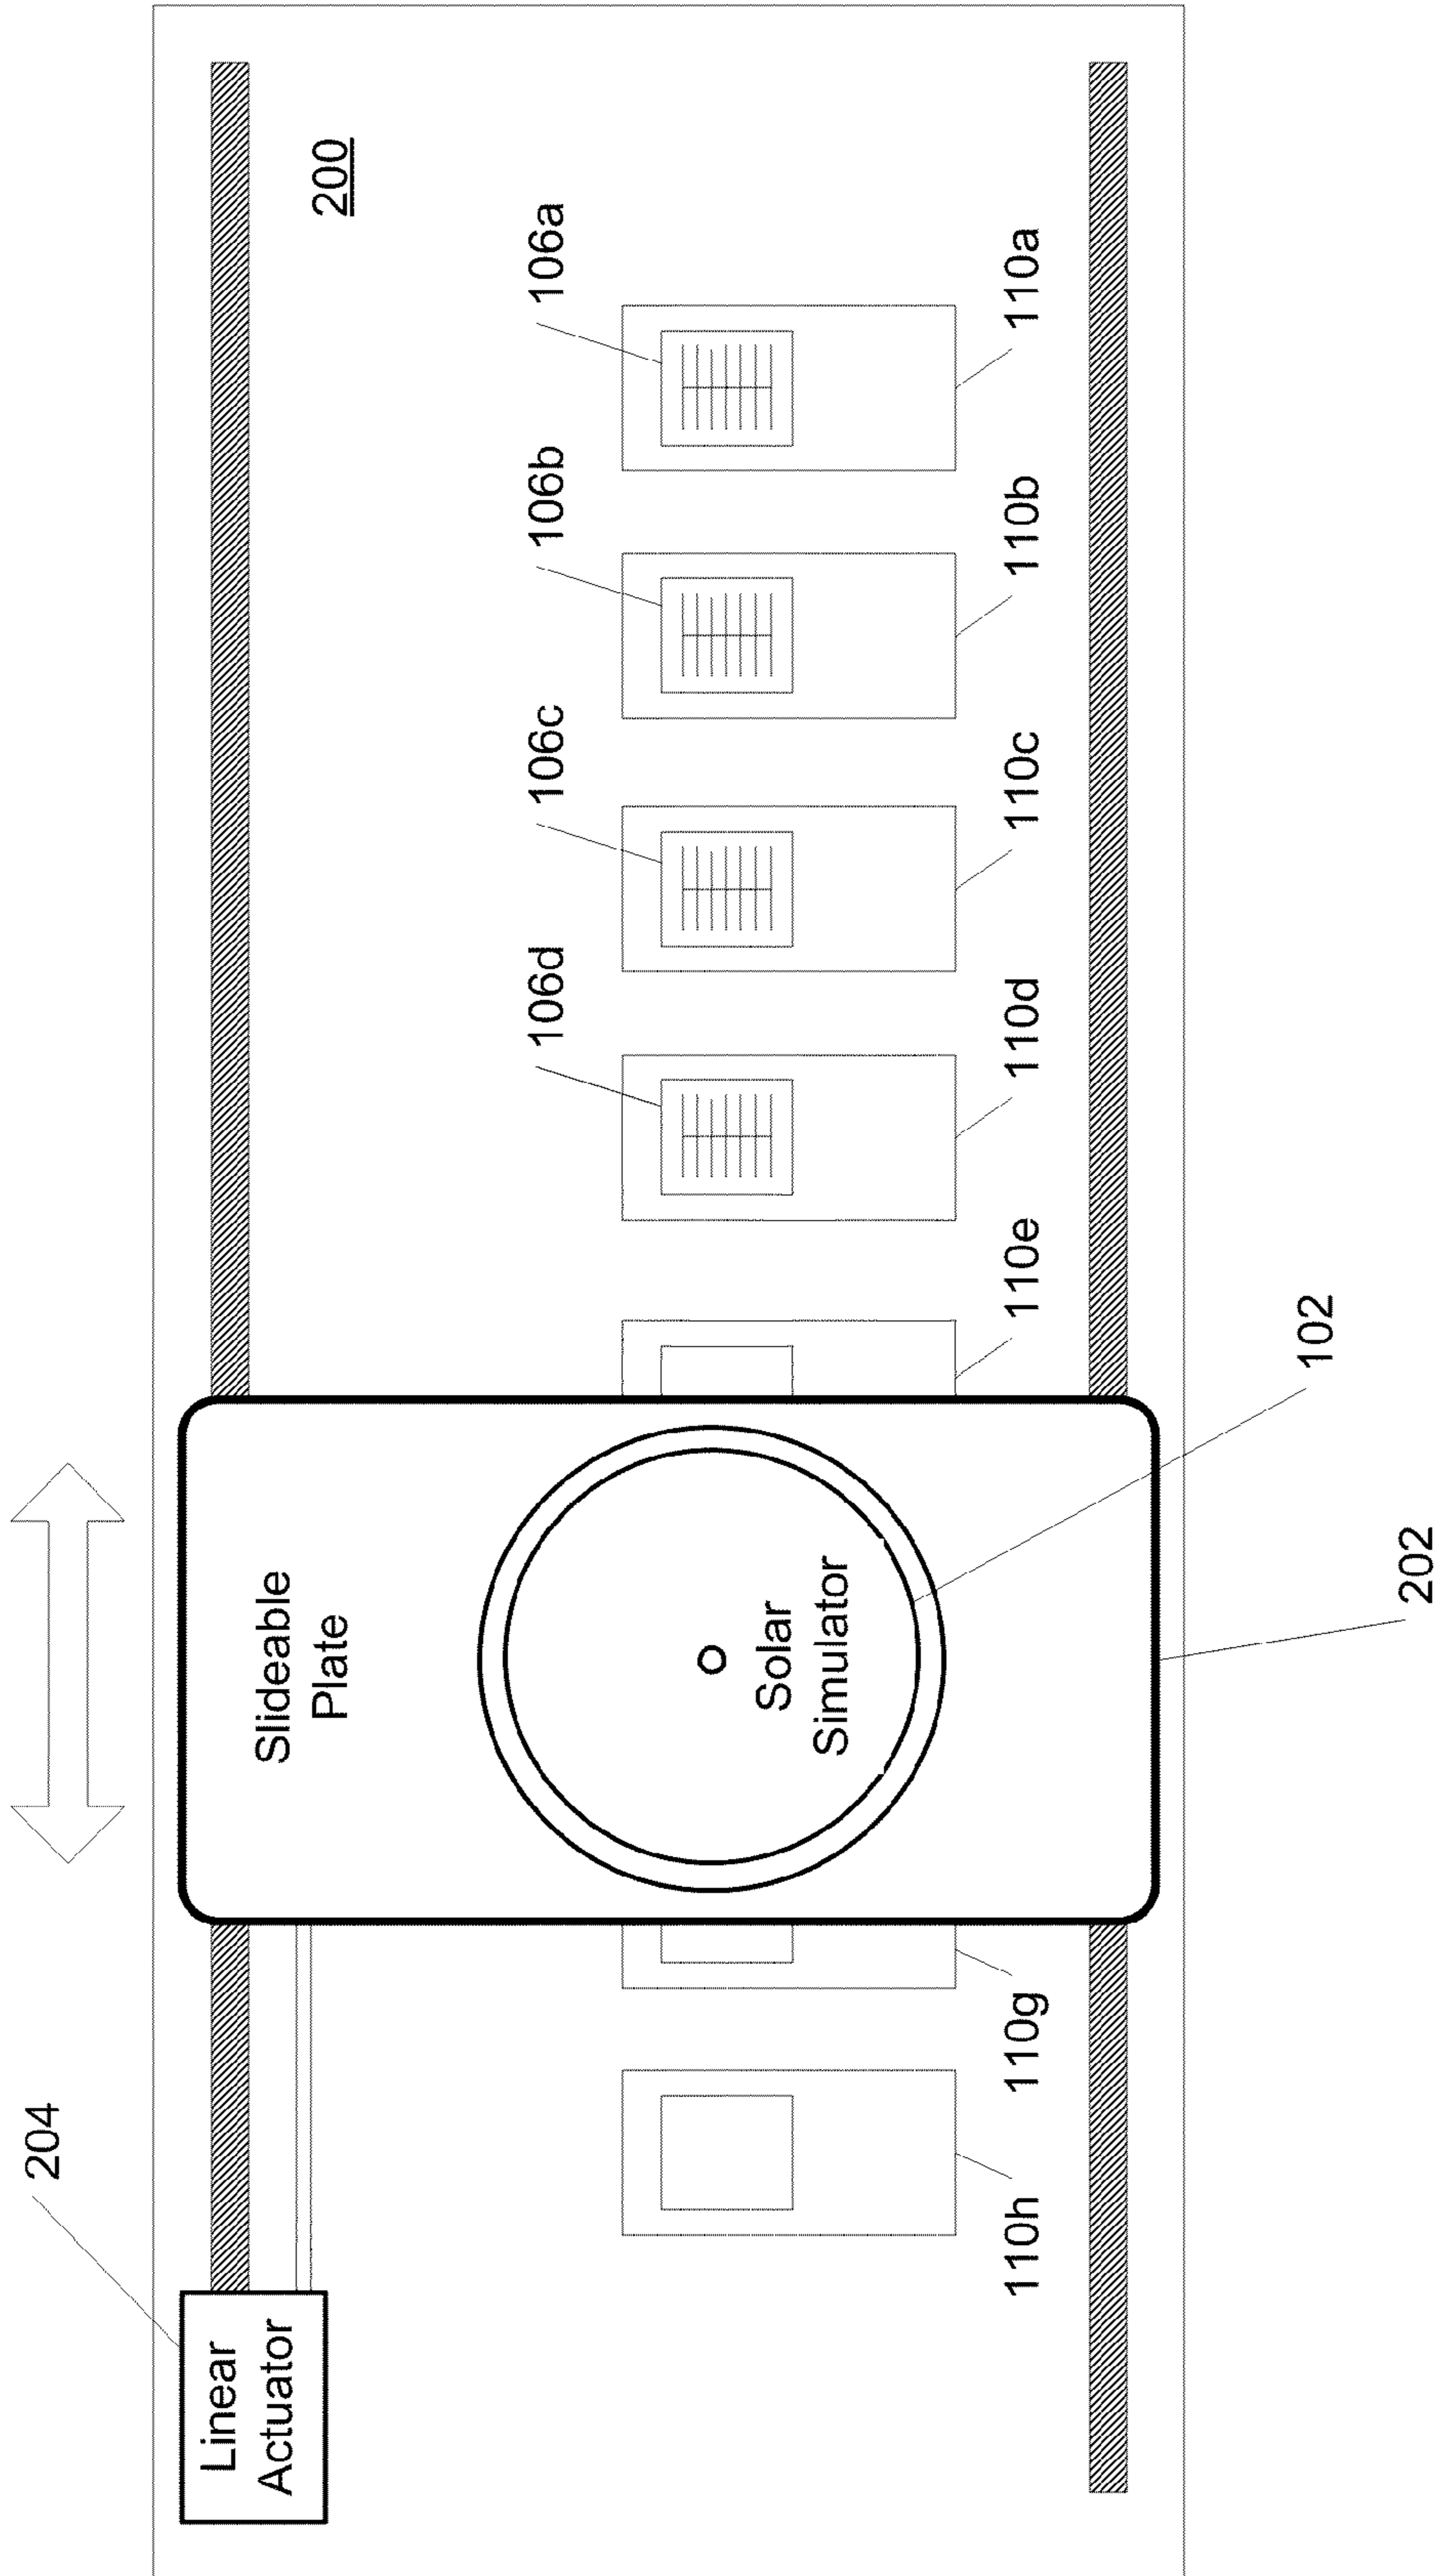 204
Linear
Actuator
Slideable
Plate
200
106d
106c
106b
106a
Solar
Simulator
110h
110g
110e
110d
110c
110b
110a
102
202